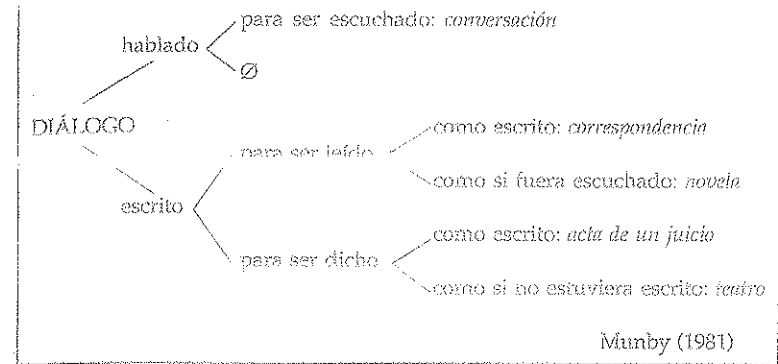 para ser escuchado: conversación
hablado
Ø
DIÁLOGO
como escrito: correspondencia
para ser leído
como si fuera escuchado: novela
escrito
como escrito: acta de un juicio
para ser dicho
como si no estuviera escrito: teatro
Munby (1981)